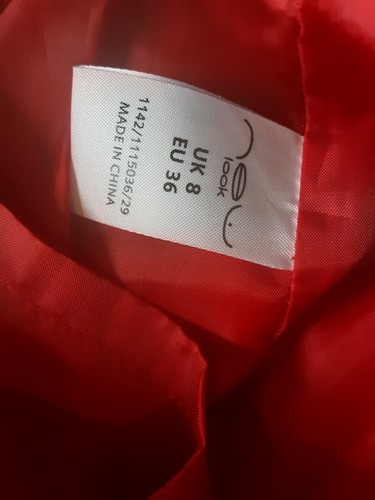 new
look
UK 8
EU 36
1142/1115036/29
MADE IN CHINA